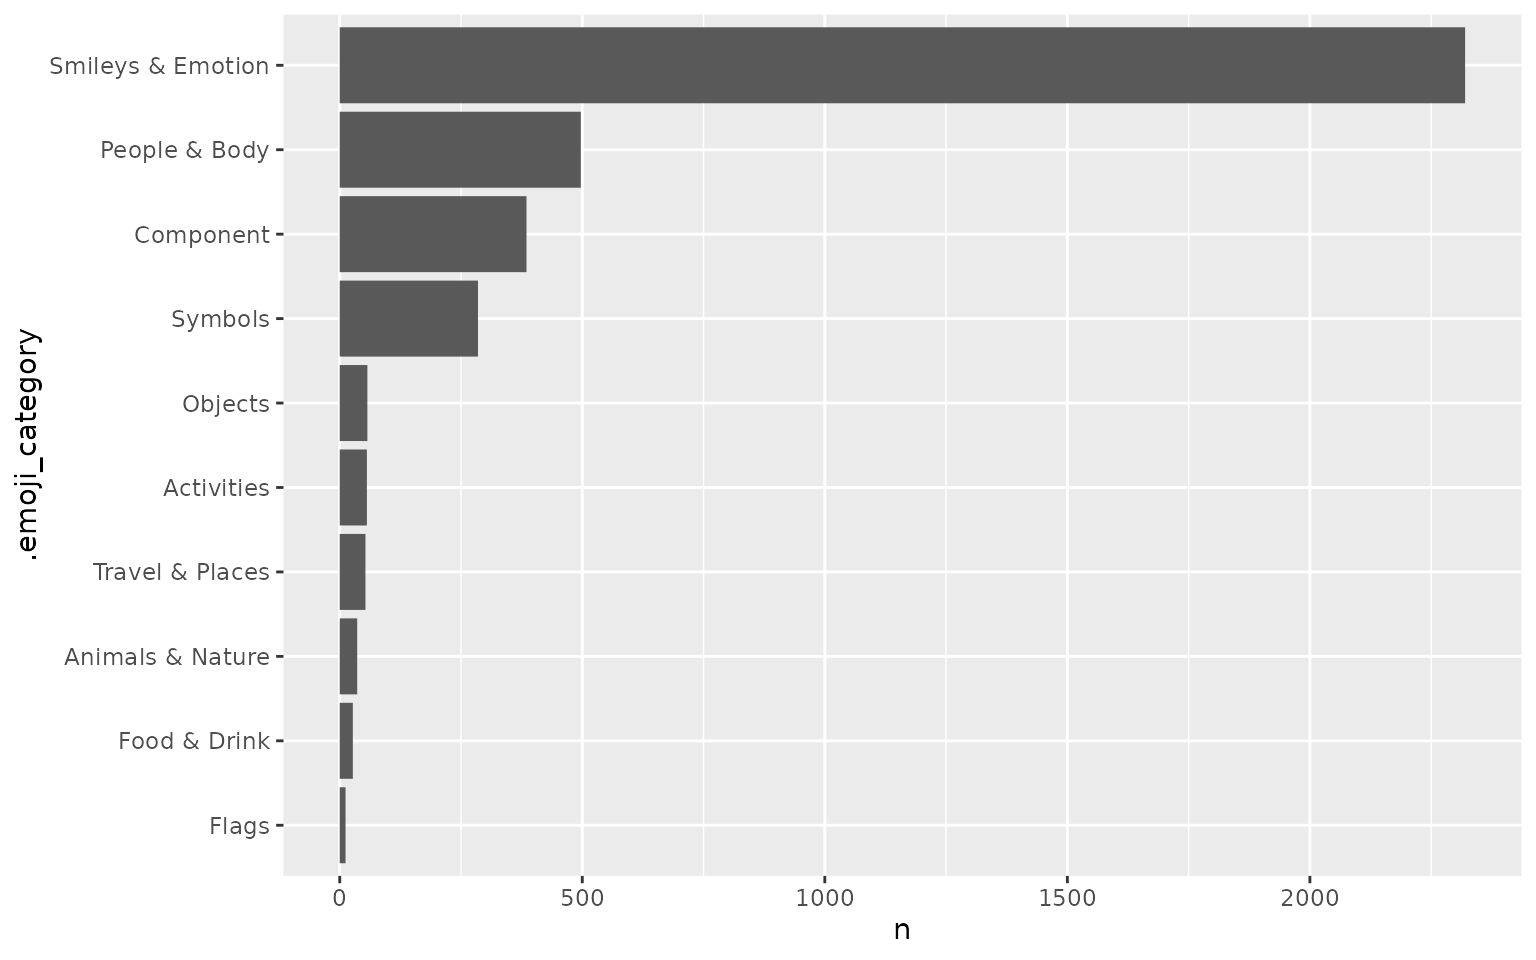 Smileys & Emotion
People & Body
Component
Symbols
Objects
Activities
Travel & Places
Animals & Nature
Food & Drink
Flags
.emoji_category
0 500 1000 1500 2000
n